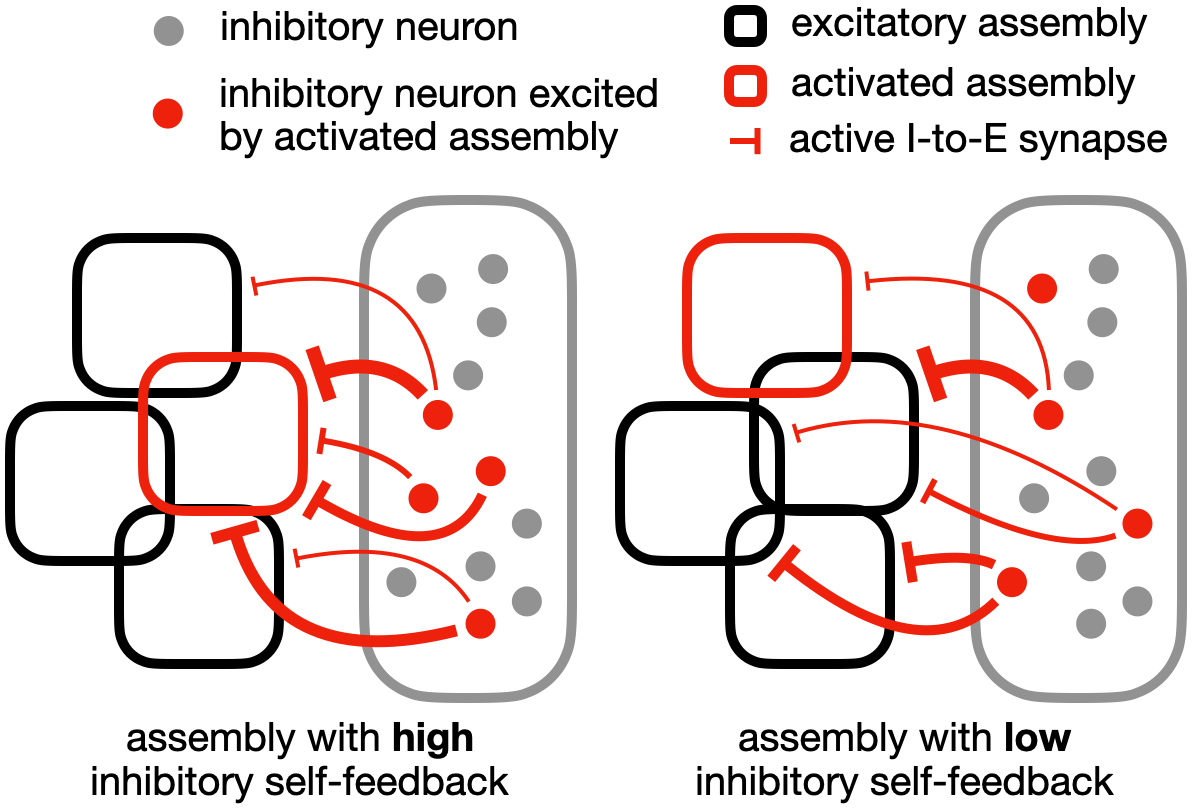 inhibitory neuron
inhibitory neuron excited
by activated assembly
excitatory assembly
activated assembly
active I-to-E synapse
assembly with high
inhibitory self-feedback
assembly with low
inhibitory self-feedback